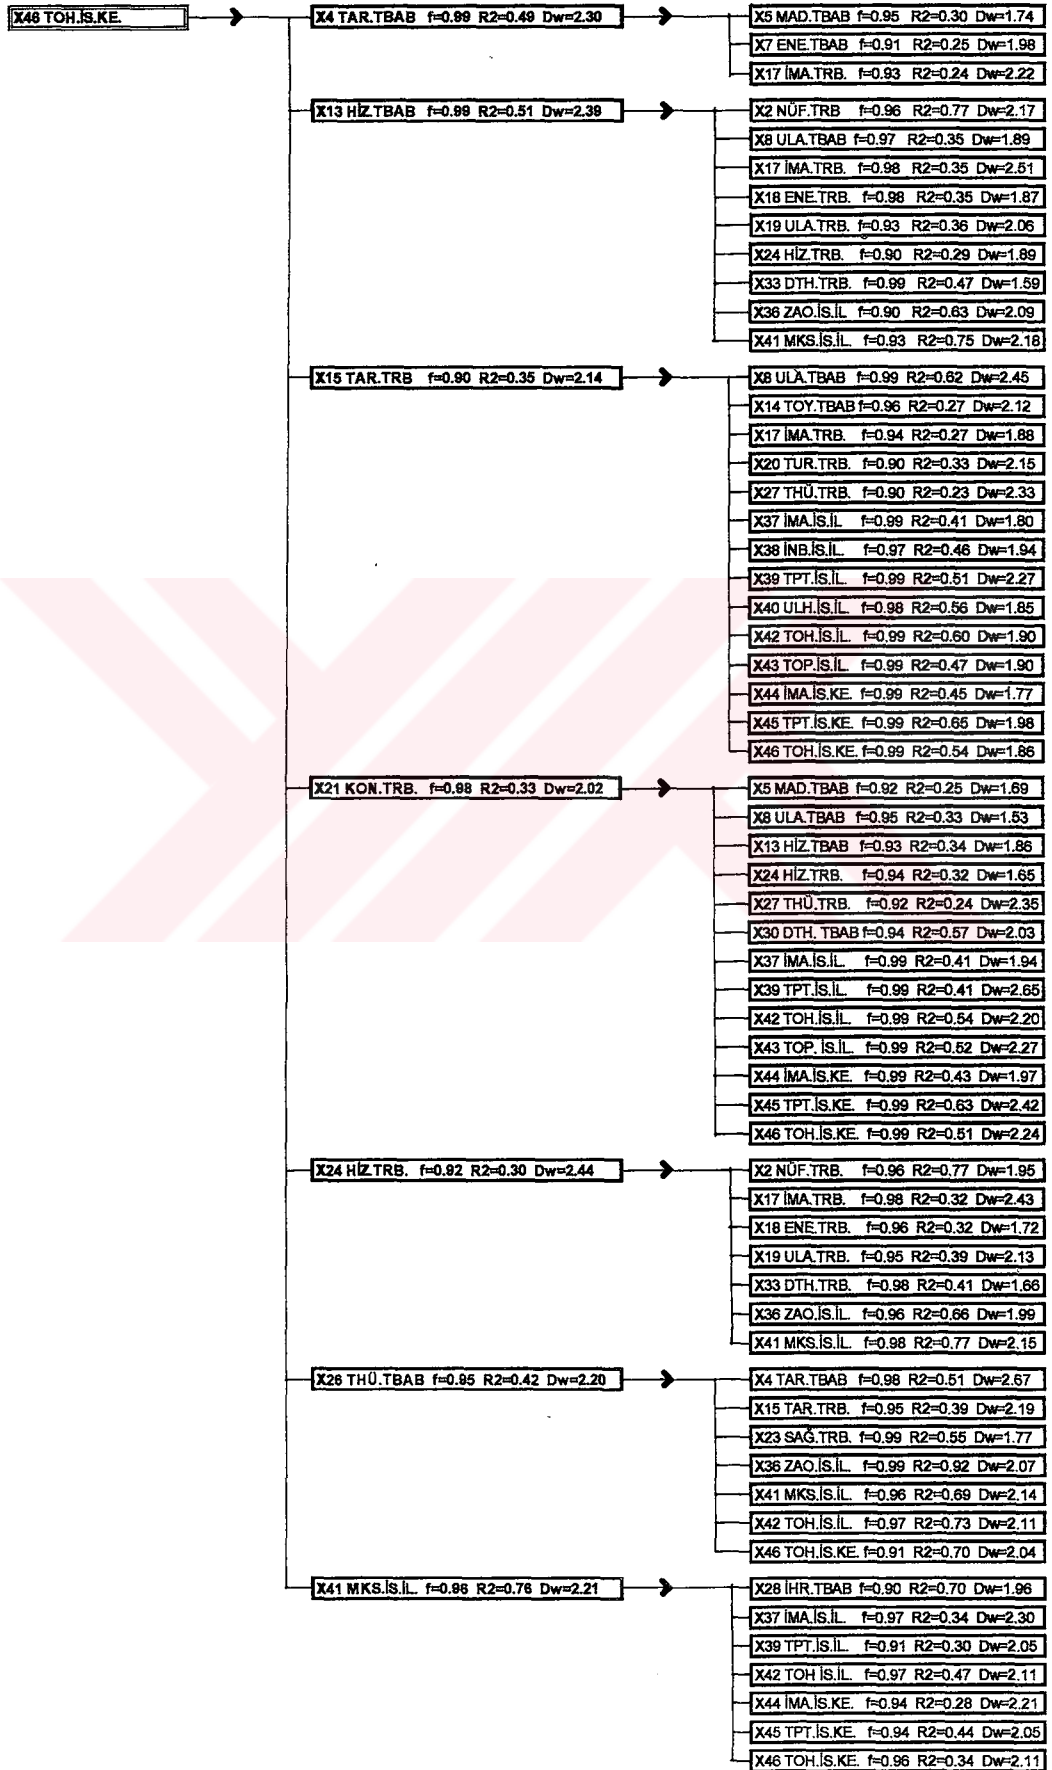 X46 TOH.İS.KE.
X4 TAR.TBAB f=0.99 R2=0.49 Dw=2.30
X5 MAD.TBAB f=0.95 R2=0.30 Dw=1.74
X7 ENE.TBAB f=0.91 R2=0.25 Dw=1.98
X17 İMA.TRB. f=0.93 R2=0.24 Dw=2.22
X13 HİZ.TBAB f=0.99 R2=0.51 Dw=2.39
X2 NÜF.TRB f=0.96 R2=0.77 Dw=2.17
X8 ULA.TBAB f=0.97 R2=0.35 Dw=1.89
X17 İMA.TRB. f=0.98 R2=0.35 Dw=2.51
X18 ENE.TRB. f=0.98 R2=0.35 Dw=1.87
X19 ULA.TRB. f=0.93 R2=0.36 Dw=2.06
X24 HİZ.TRB. f=0.90 R2=0.29 Dw=1.89
X33 DTH.TRB. f=0.99 R2=0.47 Dw=1.59
X36 ZAO.İS.İL f=0.90 R2=0.63 Dw=2.09
X41 MKS.İS.İL. f=0.93 R2=0.75 Dw=2.18
X15 TAR.TRB f=0.90 R2=0.35 Dw=2.14
X8 ULA.TBAB f=0.99 R2=0.62 Dw=2.45
X14 TOY.TBAB f=0.96 R2=0.27 Dw=2.12
X17 İMA.TRB. f=0.94 R2=0.27 Dw=1.88
X20 TUR.TRB. f=0.90 R2=0.33 Dw=2.15
X27 THÜ.TRB. f=0.90 R2=0.23 Dw=2.33
X37 İMA.İS.İL f=0.99 R2=0.41 Dw=1.80
X38 İNB.İS.İL. f=0.97 R2=0.46 Dw=1.94
X39 TPT.İS.İL. f=0.99 R2=0.51 Dw=2.27
X40 ULH.İS.İL. f=0.98 R2=0.56 Dw=1.85
X42 TOH.İS.İL. f=0.99 R2=0.60 Dw=1.90
X43 TOP.İS.İL. f=0.99 R2=0.47 Dw=1.90
X44 İMA.İS.KE. f=0.99 R2=0.45 Dw=1.77
X45 TPT.İS.KE. f=0.99 R2=0.65 Dw=1.98
X46 TOH.İS.KE. f=0.99 R2=0.54 Dw=1.86
X21 KON.TRB. f=0.98 R2=0.33 Dw=2.02
X5 MAD.TBAB f=0.92 R2=0.25 Dw=1.69
X8 ULA.TBAB f=0.95 R2=0.33 Dw=1.53
X13 HİZ.TBAB f=0.93 R2=0.34 Dw=1.86
X24 HİZ.TRB. f=0.94 R2=0.32 Dw=1.65
X27 THÜ.TRB. f=0.92 R2=0.24 Dw=2.35
X30 DTH. TBAB f=0.94 R2=0.57 Dw=2.03
X37 İMA.İS.İL. f=0.99 R2=0.41 Dw=1.94
X39 TPT.İS.İL. f=0.99 R2=0.41 Dw=2.65
X42 TOH.İS.İL. f=0.99 R2=0.54 Dw=2.20
X43 TOP. İS.İL. f=0.99 R2=0.52 Dw=2.27
X44 İMA.İS.KE. f=0.99 R2=0.43 Dw=1.97
X45 TPT.İS.KE. f=0.99 R2=0.63 Dw=2.42
X46 TOH.İS.KE. f=0.99 R2=0.51 Dw=2.24
X24 HİZ.TRB. f=0.92 R2=0.30 Dw=2.44
X2 NÜF.TRB. f=0.96 R2=0.77 Dw=1.95
X17 İMA.TRB. f=0.98 R2=0.32 Dw=2.43
X18 ENE.TRB. f=0.96 R2=0.32 Dw=1.72
X19 ULA.TRB. f=0.95 R2=0.39 Dw=2.13
X33 DTH.TRB. f=0.98 R2=0.41 Dw=1.66
X36 ZAO.İS.İL. f=0.96 R2=0.66 Dw=1.99
X41 MKS.İS.İL. f=0.98 R2=0.77 Dw=2.15
X26 THÜ.TBAB f=0.95 R2=0.42 Dw=2.20
X4 TAR.TBAB f=0.98 R2=0.51 Dw=2.67
X15 TAR.TRB. f=0.95 R2=0.39 Dw=2.19
X23 SAĞ.TRB. f=0.99 R2=0.55 Dw=1.77
X36 ZAO.İS.İL. f=0.99 R2=0.92 Dw=2.07
X41 MKS.İS.İL. f=0.96 R2=0.69 Dw=2.14
X42 TOH.İS.İL. f=0.97 R2=0.73 Dw=2.11
X46 TOH.İS.KE. f=0.91 R2=0.70 Dw=2.04
X41 MKS.İS.İL. f=0.96 R2=0.76 Dw=2.21
X28 İHR.TBAB f=0.90 R2=0.70 Dw=1.96
X37 İMA.İS.İL. f=0.97 R2=0.34 Dw=2.30
X39 TPT.İS.İL. f=0.91 R2=0.30 Dw=2.05
X42 TOH İS.İL. f=0.97 R2=0.47 Dw=2.11
X44 İMA.İS.KE. f=0.94 R2=0.28 Dw=2.21
X45 TPT.İS.KE. f=0.94 R2=0.44 Dw=2.05
X46 TOH.İS.KE. f=0.96 R2=0.34 Dw=2.11